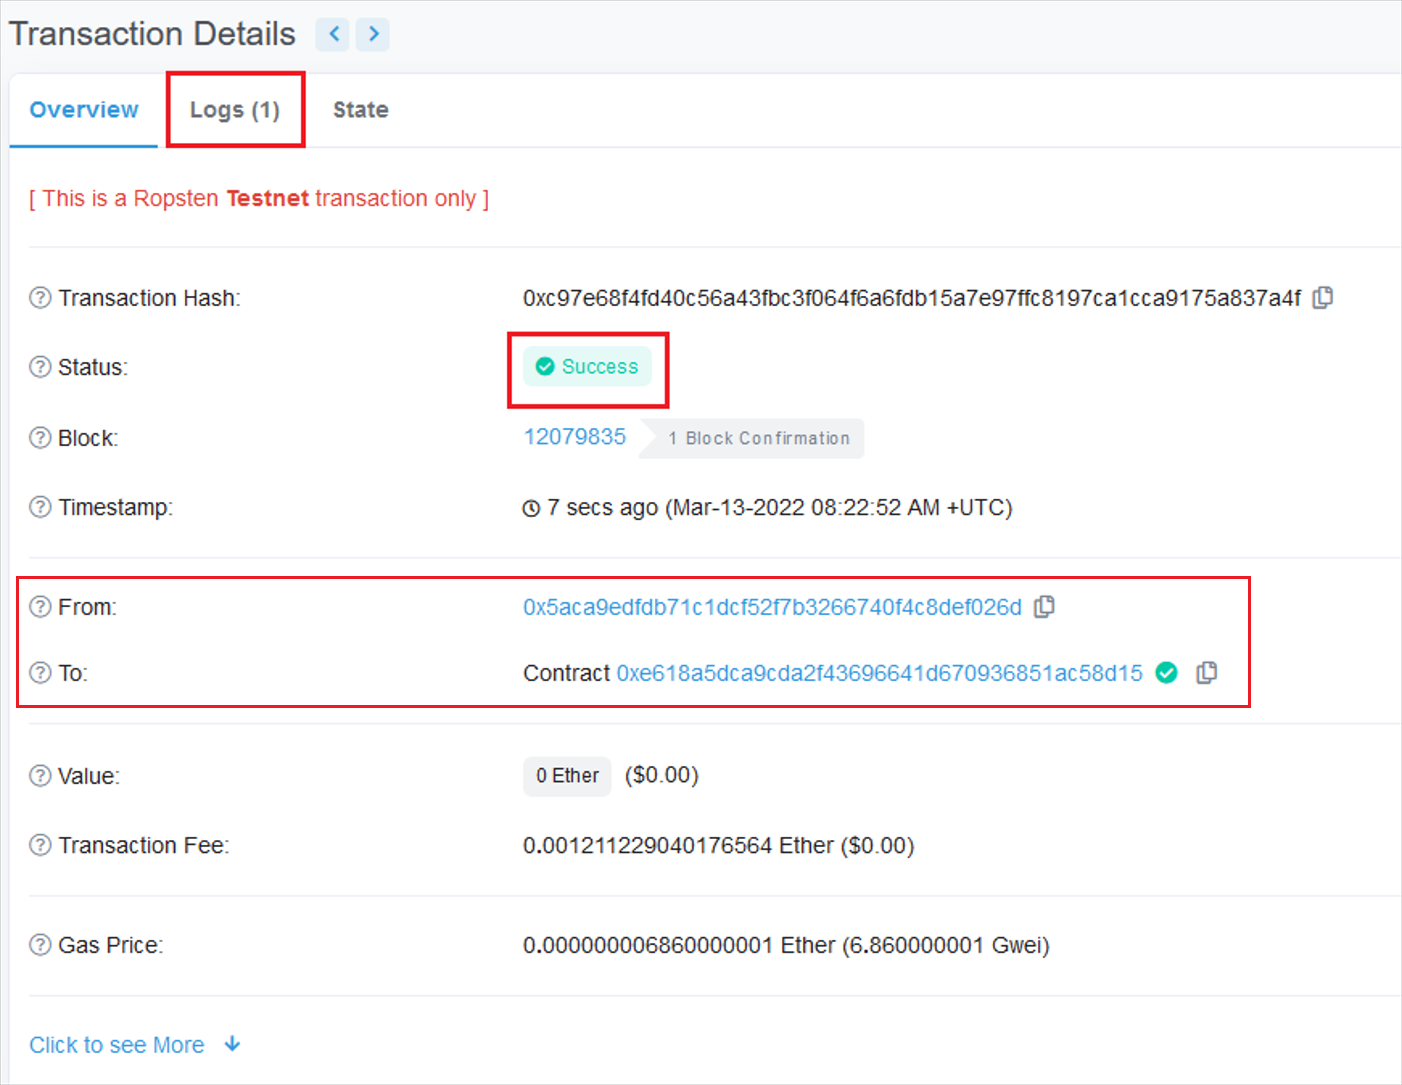 Transaction Details
Overview Logs (1) State
[ This is a Ropsten Testnet transaction only ]
Transaction Hash: 0xc97e68f4fd40c56a43fbc3f064f6a6fdb15a7e97ffc8197ca1cca9175a837a4f
Status: Success
Block: 12079835 1 Block Confirmation
Timestamp: 7 secs ago (Mar-13-2022 08:22:52 AM +UTC)
From: 0x5aca9edfdb71c1dcf52f7b3266740f4c8def026d
To: Contract 0xe618a5dca9cda2f43696641d670936851ac58d15
Value: 0 Ether ($0.00)
Transaction Fee: 0.001211229040176564 Ether ($0.00)
Gas Price: 0.000000006860000001 Ether (6.860000001 Gwei)
Click to see More